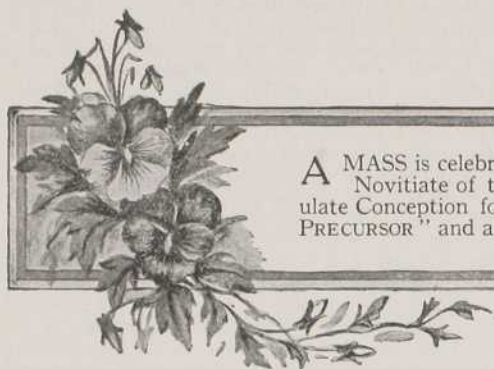 A MASS is celebr
Novitiate of t
ulate Conception fo
PRECURSOR" and a